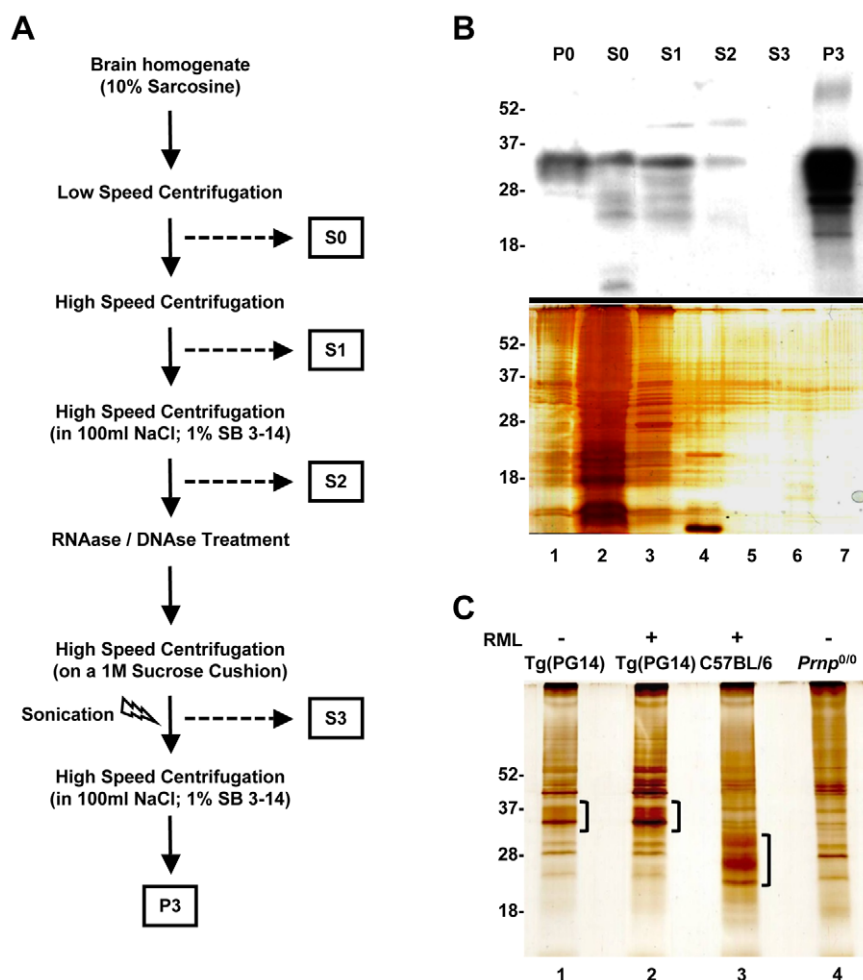 A
Brain homogenate
(10% Sarcosine)
Low Speed Centrifugation
S0
High Speed Centrifugation
S1
High Speed Centrifugation
(in 100ml NaCl; 1% SB 3-14)
S2
RNAase / DNAse Treatment
High Speed Centrifugation
(on a 1M Sucrose Cushion)
Sonication
S3
High Speed Centrifugation
(in 100ml NaCl; 1% SB 3-14)
P3
B
P0 S0 S1 S2 S3 P3
52-
37-
28-
18-
52-
37-
28-
18-
1 2 3 4 5 6 7
C
RML - + + -
Tg(PG14) Tg(PG14) C57BL/6 Prnp0/0
52-
37-
28-
18-
1 2 3 4